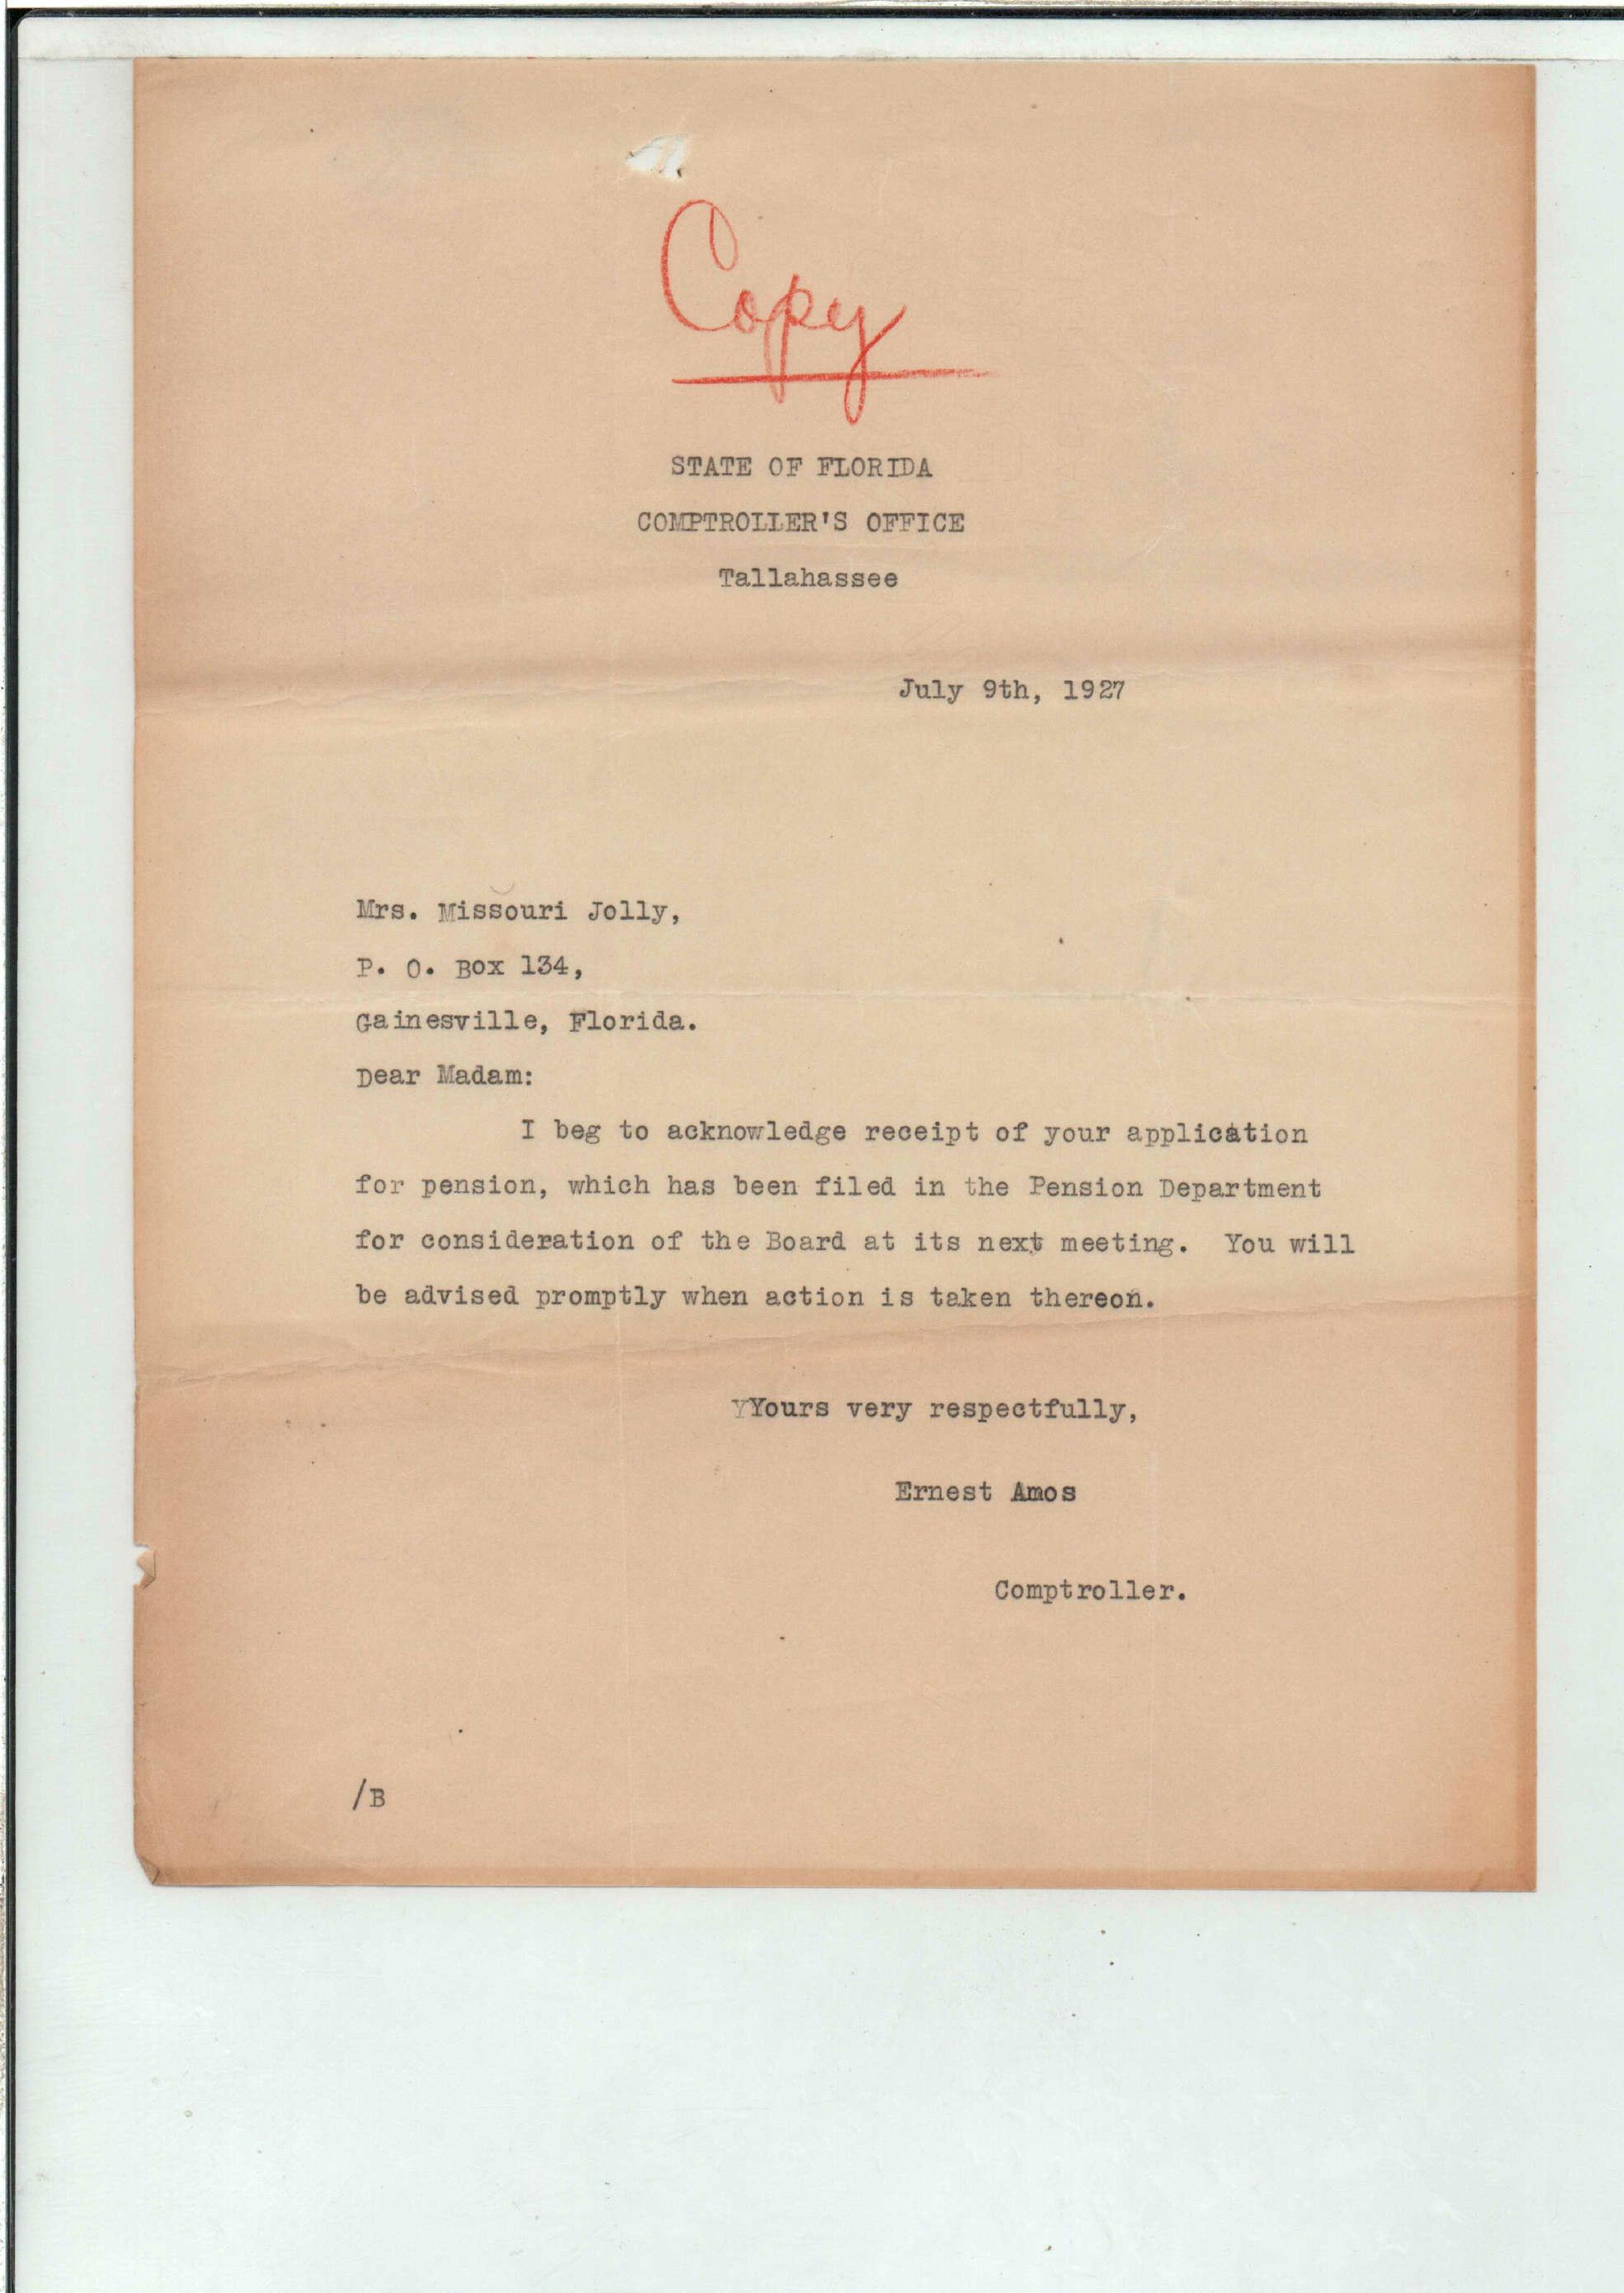 Copy
STATE OF FLORIDA
COMPTROLLER'S OFFICE
Tallahassee
July 9th, 1927
Mrs. Missouri Jolly,
P. O. Box 134,
Gainesville, Florida.
Dear Madam:
I beg to acknowledge receipt of your application
for pension, which has been filed in the Pension Department
for consideration of the Board at its next meeting. You will
be advised promptly when action is taken thereon.
YYours very respectfully,
Ernest Amos
Comptroller.
/B